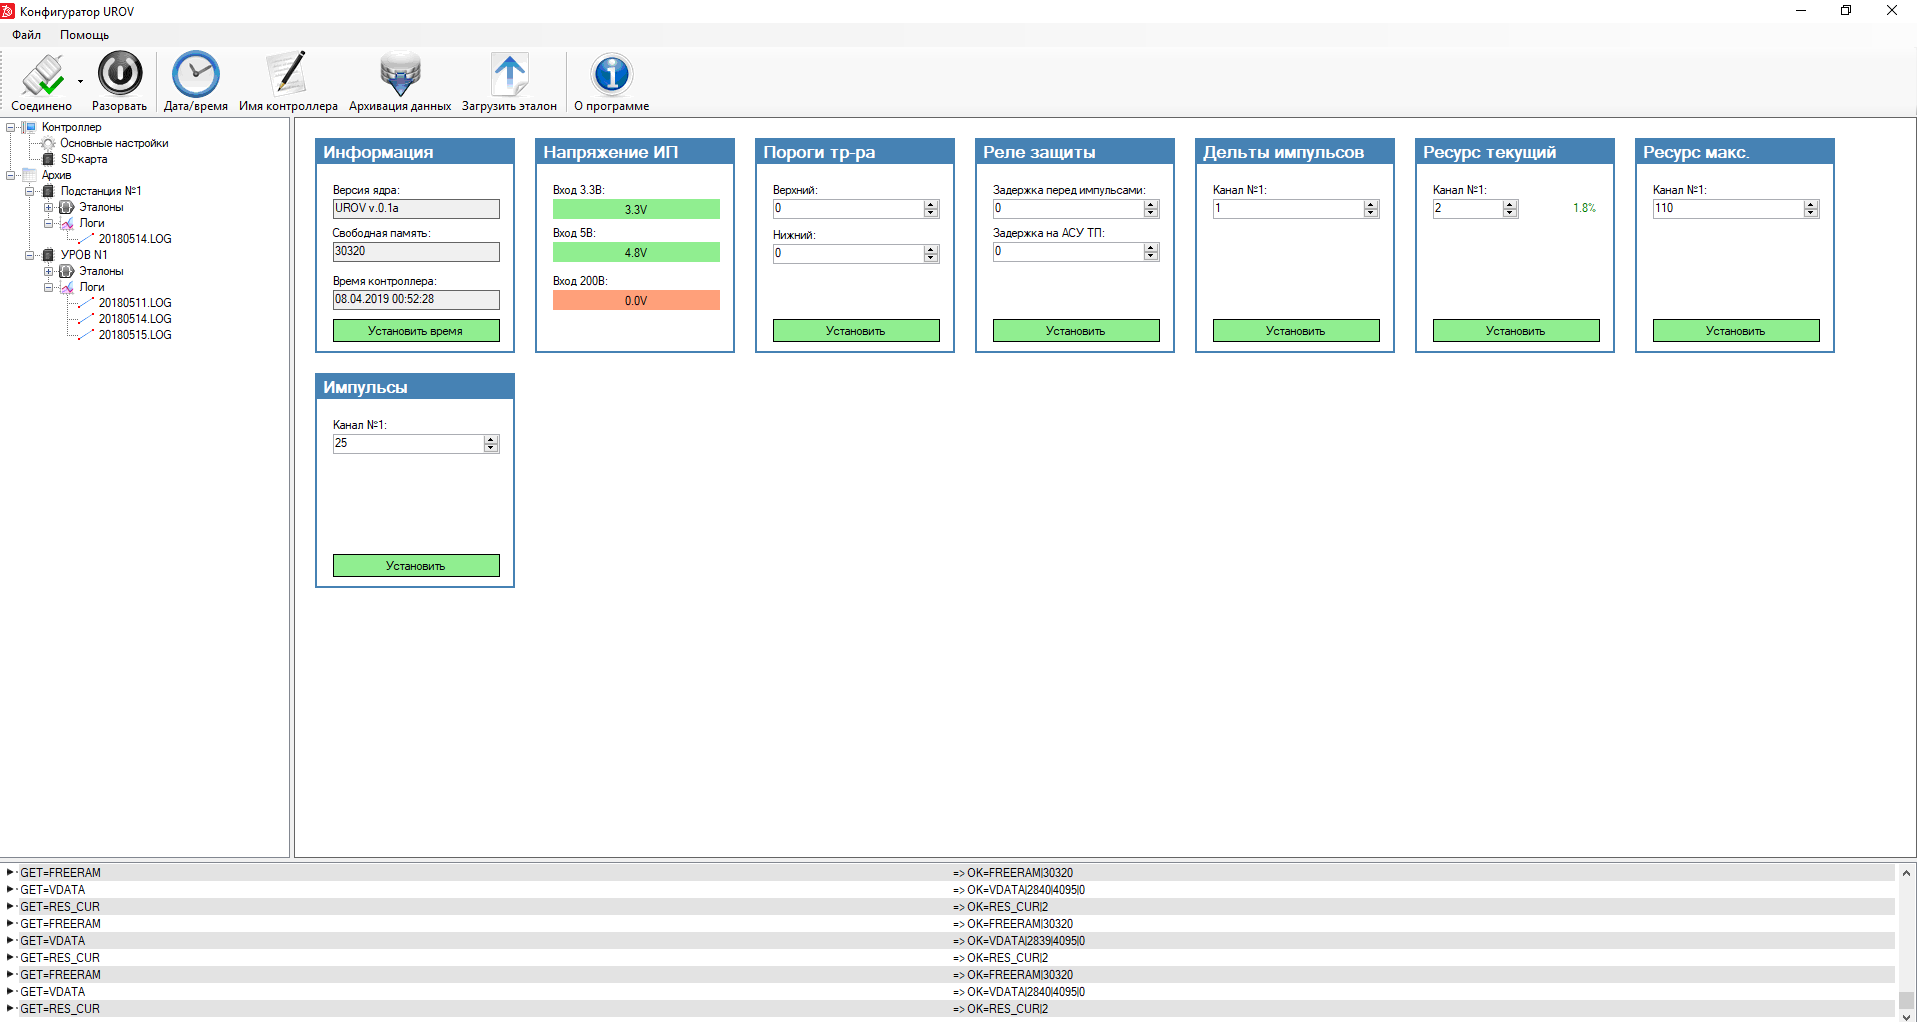 Конфигуратор UROV
Файл Помощь
Соединено Разорвать Дата/время Имя контроллера Архивация данных Загрузить эталон О программе
Контроллер
Основные настройки
SD-карта
Архив
Подстанция №1
Эталоны
Логи
20180514.LOG
УРОВ N1
Эталоны
Логи
20180511.LOG
20180514.LOG
20180515.LOG
Информация
Версия ядра:
UROV v.0.1a
Свободная память:
30320
Время контроллера:
08.04.2019 00:52:28
Установить время
Напряжение ИП
Вход 3.3В:
3.3V
Вход 5В:
4.8V
Вход 200В:
0.0V
Пороги тр-ра
Верхний:
0
Нижний:
0
Установить
Реле защиты
Задержка перед импульсами:
0
Задержка на АСУ ТП:
0
Установить
Дельты импульсов
Канал №1:
1
Установить
Ресурс текущий
Канал №1:
2 1.8%
Установить
Ресурс макс.
Канал №1:
110
Установить
Импульсы
Канал №1:
25
Установить
GET=FREERAM => OK=FREERAM|30320
GET=VDATA => OK=VDATA|2840|4095|0
GET=RES_CUR => OK=RES_CUR|2
GET=FREERAM => OK=FREERAM|30320
GET=VDATA => OK=VDATA|2839|4095|0
GET=RES_CUR => OK=RES_CUR|2
GET=FREERAM => OK=FREERAM|30320
GET=VDATA => OK=VDATA|2840|4095|0
GET=RES_CUR => OK=RES_CUR|2